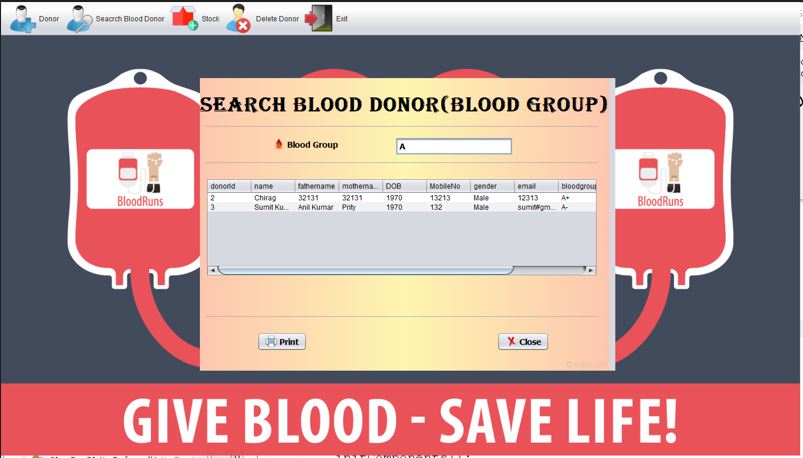 Donor Seacrch Blood Donor Stock Delete Donor Exit
SEARCH BLOOD DONOR(BLOOD GROUP)
Blood Group A
donorId name fathername motherna... DOB MobileNo gender email bloodgroup
2 Chirag 32131 32131 1970 13213 Male 12313 A+
3 Sumit Ku... Anil Kumar Prity 1970 132 Male sumit#gm... A-
BloodRuns BloodRuns
Print Close
GIVE BLOOD - SAVE LIFE!